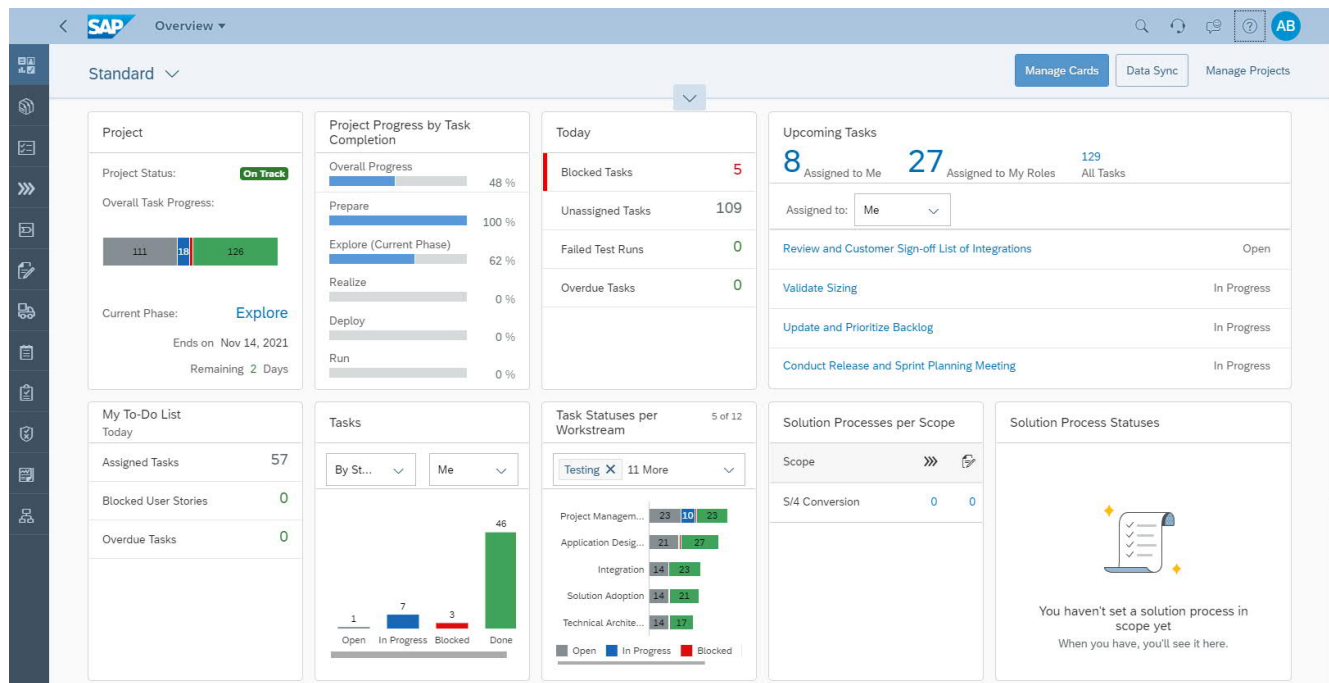 SAP Overview
AB
Standard
Manage Cards
Data Sync
Manage Projects
Project
Project Status:
On Track
Overall Task Progress:
111
18
126
Current Phase:
Explore
Ends on Nov 14, 2021
Remaining 2 Days
Project Progress by Task
Completion
Overall Progress
48 %
Prepare
100 %
Explore (Current Phase)
62 %
Realize
0 %
Deploy
0 %
Run
0 %
Today
Blocked Tasks 5
Unassigned Tasks 109
Failed Test Runs 0
Overdue Tasks 0
Upcoming Tasks
8 Assigned to Me
27 Assigned to My Roles
129
All Tasks
Assigned to: Me
Review and Customer Sign-off List of Integrations Open
Validate Sizing In Progress
Update and Prioritize Backlog In Progress
Conduct Release and Sprint Planning Meeting In Progress
My To-Do List
Today
Assigned Tasks 57
Blocked User Stories 0
Overdue Tasks 0
Tasks
By St... Me
1
7
3
46
Open In Progress Blocked Done
Task Statuses per
Workstream
5 of 12
Testing 11 More
Project Managem... 23 10 23
Application Desig... 21 27
Integration 14 23
Solution Adoption 14 21
Technical Archite... 14 17
Open In Progress Blocked
Solution Processes per Scope
Scope
S/4 Conversion 0 0
Solution Process Statuses
You haven't set a solution process in
scope yet
When you have, you'll see it here.